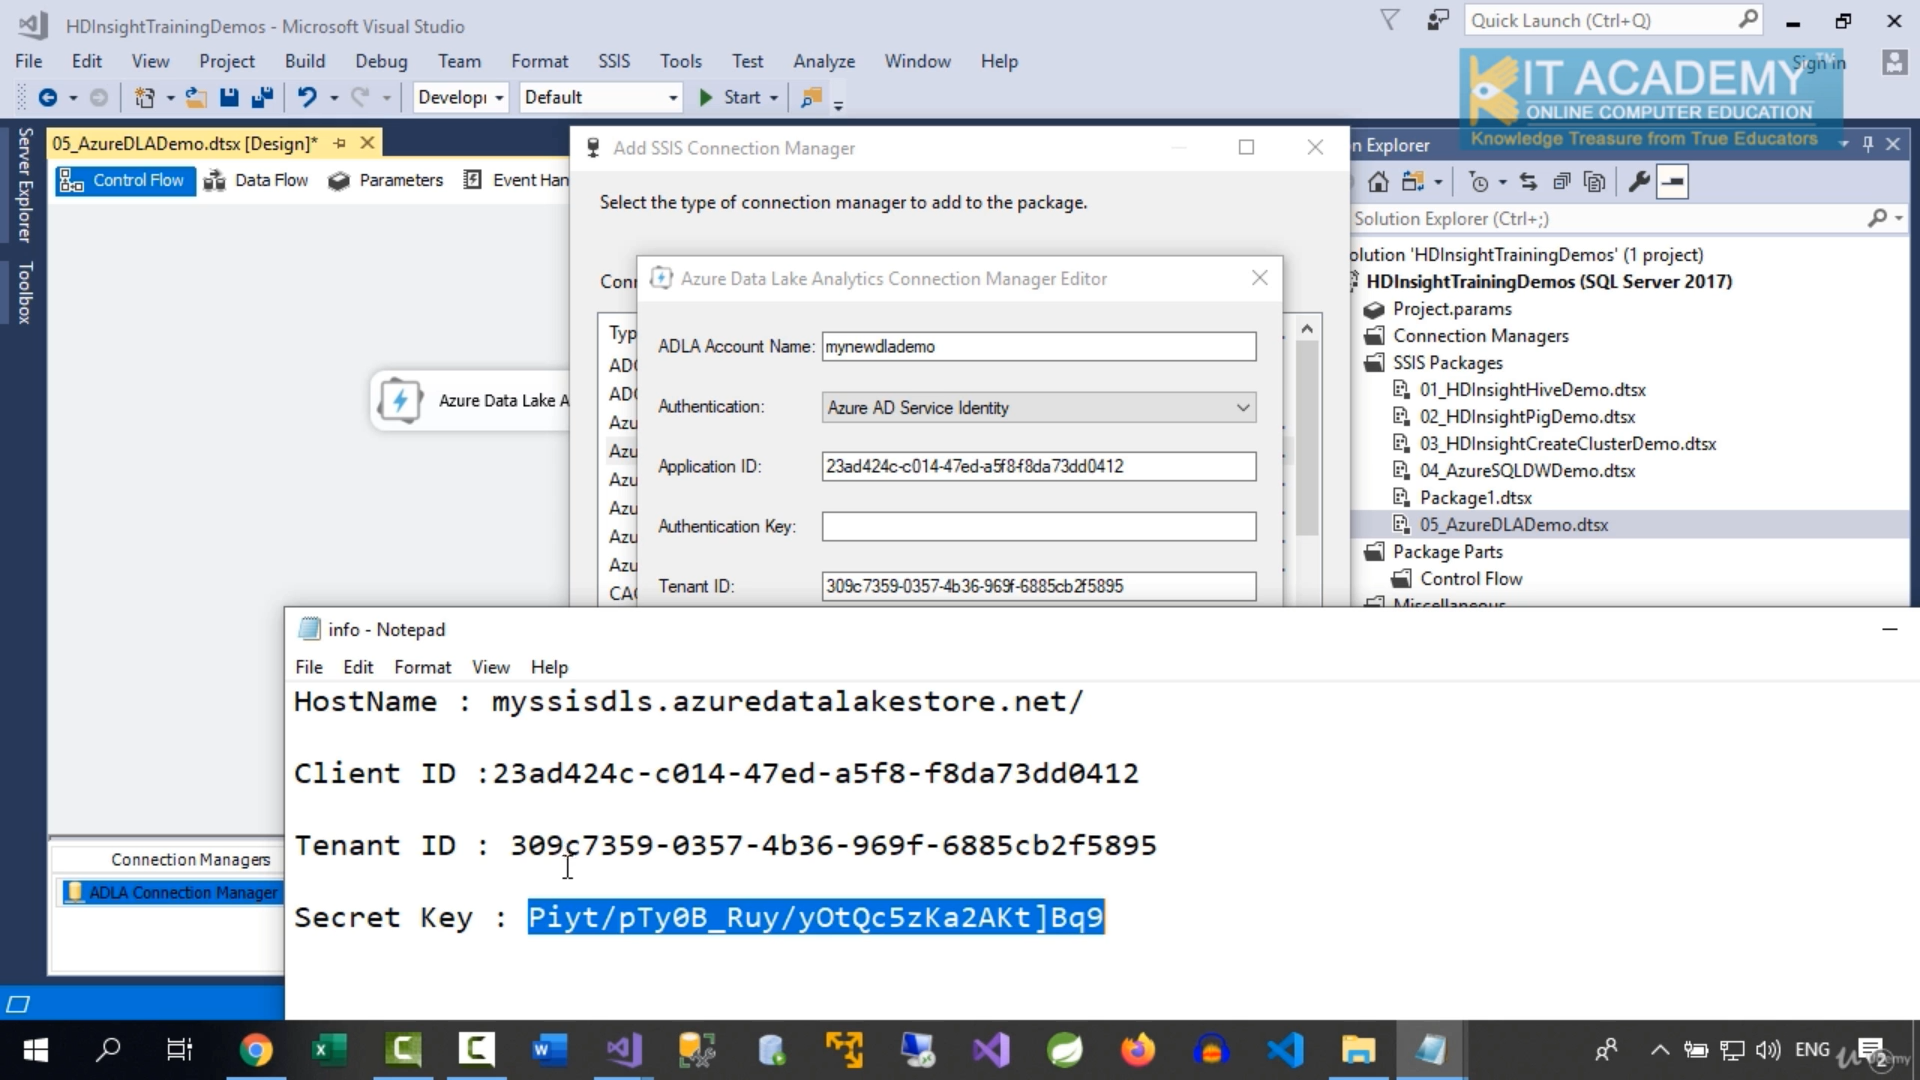 HDInsightTrainingDemos - Microsoft Visual Studio
Quick Launch (Ctrl+Q)
File Edit View Project Build Debug Team Format SSIS Tools Test Analyze Window Help
Sign in
KIT ACADEMY™
ONLINE COMPUTER EDUCATION
Knowledge Treasure from True Educators
Default
Start
Server Explorer
Toolbox
05_AzureDLADemo.dtsx [Design]*
Control Flow
Data Flow
Parameters
Event Han
Azure Data Lake A
Add SSIS Connection Manager
Select the type of connection manager to add to the package.
Conn
Typ
ADO
ADO
Azu
Azu
Azu
Azu
Azu
Azu
CAC
Azure Data Lake Analytics Connection Manager Editor
ADLA Account Name: mynewdlademo
Authentication: Azure AD Service Identity
Application ID: 23ad424c-c014-47ed-a5f8-f8da73dd0412
Authentication Key:
Tenant ID: 309c7359-0357-4b36-969f-6885cb2f5895
n Explorer
Solution Explorer (Ctrl+;)
olution 'HDInsightTrainingDemos' (1 project)
HDInsightTrainingDemos (SQL Server 2017)
Project.params
Connection Managers
SSIS Packages
01_HDInsightHiveDemo.dtsx
02_HDInsightPigDemo.dtsx
03_HDInsightCreateClusterDemo.dtsx
04_AzureSQLDWDemo.dtsx
Package1.dtsx
05_AzureDLADemo.dtsx
Package Parts
Control Flow
Miscellaneous
Connection Managers
ADLA Connection Manager
info - Notepad
File Edit Format View Help
HostName : myssisdls.azuredatalakestore.net/
Client ID :23ad424c-c014-47ed-a5f8-f8da73dd0412
Tenant ID : 309c7359-0357-4b36-969f-6885cb2f5895
Secret Key : Piyt/pTy0B_Ruy/yOtQc5zKa2AKt]Bq9
ENG